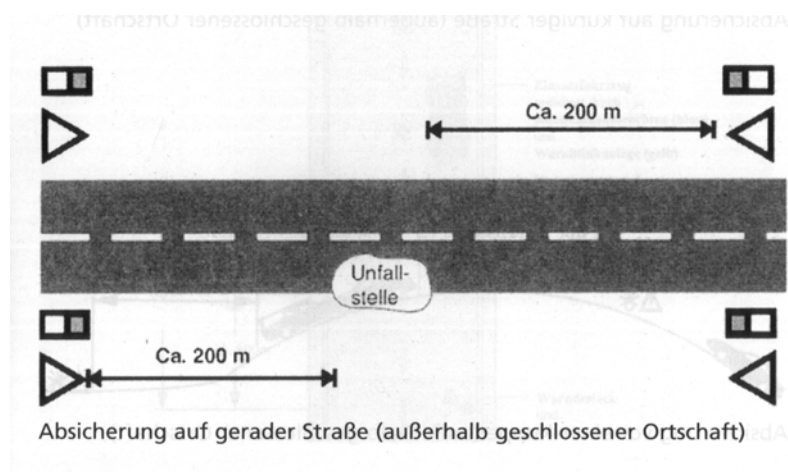 Ca. 200 m
Unfall-
stelle
Ca. 200 m
Absicherung auf gerader Straße (außerhalb geschlossener Ortschaft)